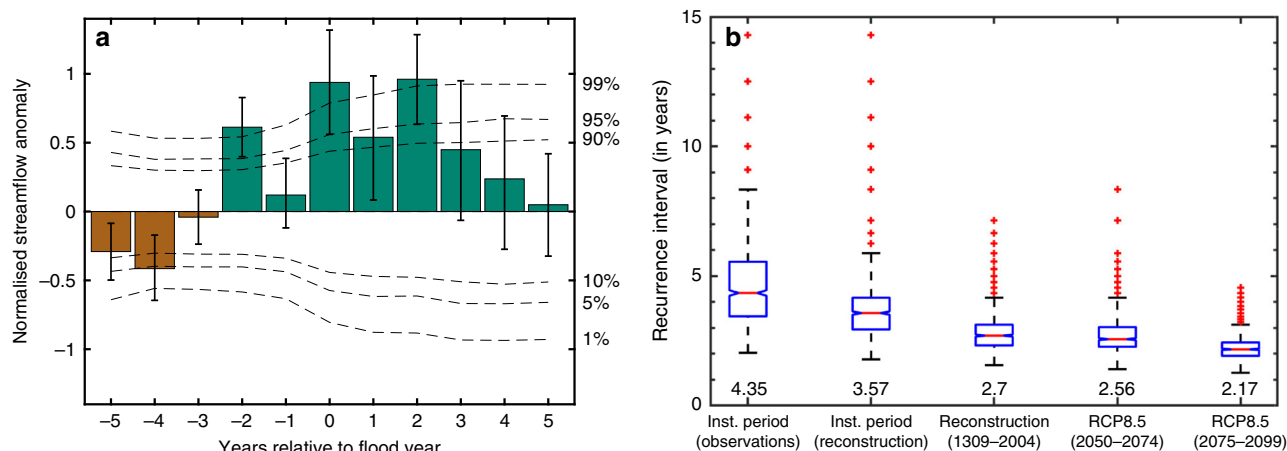 a
Normalised streamflow anomaly
1
0.5
0
−0.5
−1
99%
95%
90%
10%
5%
1%
−5 −4 −3 −2 −1 0 1 2 3 4 5
Years relative to flood year
b
Recurrence interval (in years)
15
10
5
0
4.35 3.57 2.7 2.56 2.17
Inst. period (observations)
Inst. period (reconstruction)
Reconstruction (1309–2004)
RCP8.5 (2050–2074)
RCP8.5 (2075–2099)